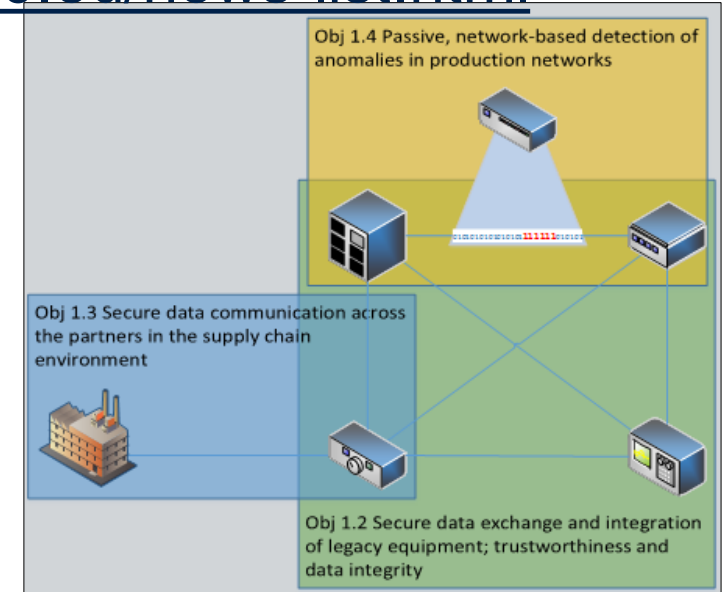 Obj 1.4 Passive, network-based detection of
anomalies in production networks
111111
Obj 1.3 Secure data communication across
the partners in the supply chain
environment
Obj 1.2 Secure data exchange and integration
of legacy equipment; trustworthiness and
data integrity